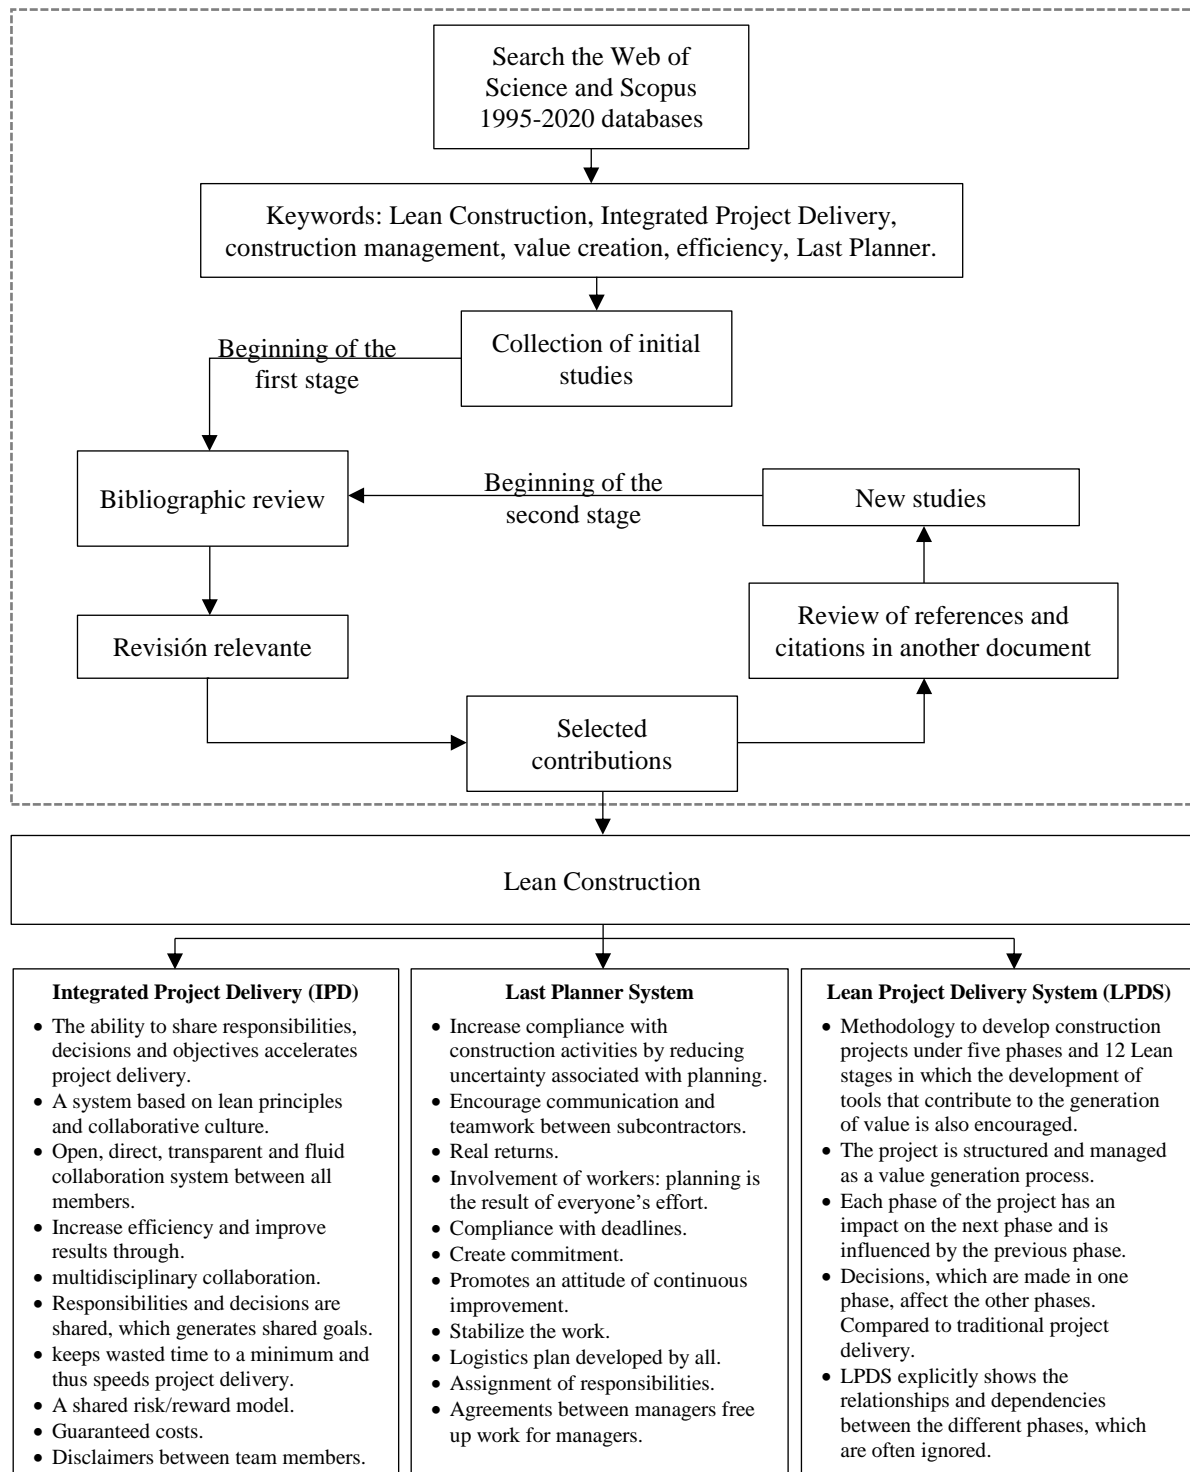 Search the Web of
Science and Scopus
1995-2020 databases
Keywords: Lean Construction, Integrated Project Delivery,
construction management, value creation, efficiency, Last Planner.
Collection of initial
studies
Beginning of the
first stage
Bibliographic review
Beginning of the
second stage
New studies
Revisión relevante
Review of references and
citations in another document
Selected
contributions
Lean Construction
Integrated Project Delivery (IPD)
• The ability to share responsibilities,
decisions and objectives accelerates
project delivery.
• A system based on lean principles
and collaborative culture.
• Open, direct, transparent and fluid
collaboration system between all
members.
• Increase efficiency and improve
results through.
• multidisciplinary collaboration.
• Responsibilities and decisions are
shared, which generates shared goals.
• keeps wasted time to a minimum and
thus speeds project delivery.
• A shared risk/reward model.
• Guaranteed costs.
• Disclaimers between team members.
Last Planner System
• Increase compliance with
construction activities by reducing
uncertainty associated with planning.
• Encourage communication and
teamwork between subcontractors.
• Real returns.
• Involvement of workers: planning is
the result of everyone’s effort.
• Compliance with deadlines.
• Create commitment.
• Promotes an attitude of continuous
improvement.
• Stabilize the work.
• Logistics plan developed by all.
• Assignment of responsibilities.
• Agreements between managers free
up work for managers.
Lean Project Delivery System (LPDS)
• Methodology to develop construction
projects under five phases and 12 Lean
stages in which the development of
tools that contribute to the generation
of value is also encouraged.
• The project is structured and managed
as a value generation process.
• Each phase of the project has an
impact on the next phase and is
influenced by the previous phase.
• Decisions, which are made in one
phase, affect the other phases.
Compared to traditional project
delivery.
• LPDS explicitly shows the
relationships and dependencies
between the different phases, which
are often ignored.